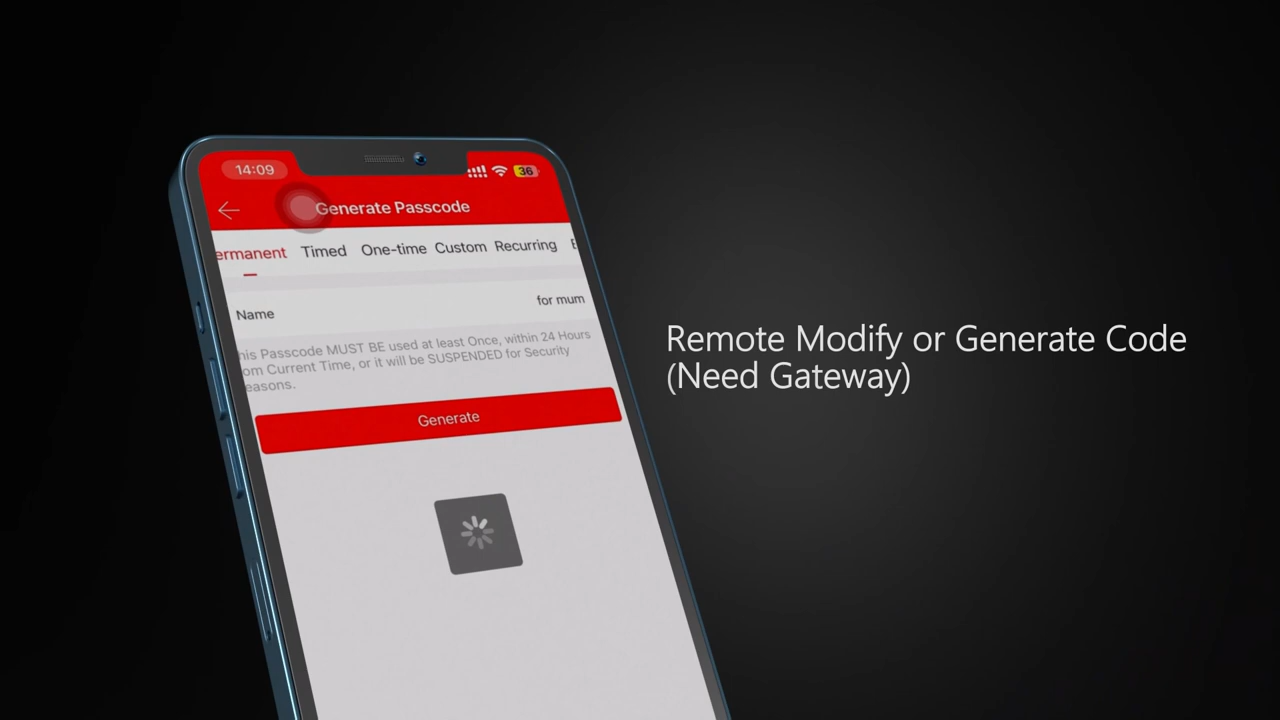 14:09
36
Generate Passcode
ermanent Timed One-time Custom Recurring
Name for mum
his Passcode MUST BE used at least Once, within 24 Hours
om Current Time, or it will be SUSPENDED for Security
easons.
Generate
Remote Modify or Generate Code
(Need Gateway)